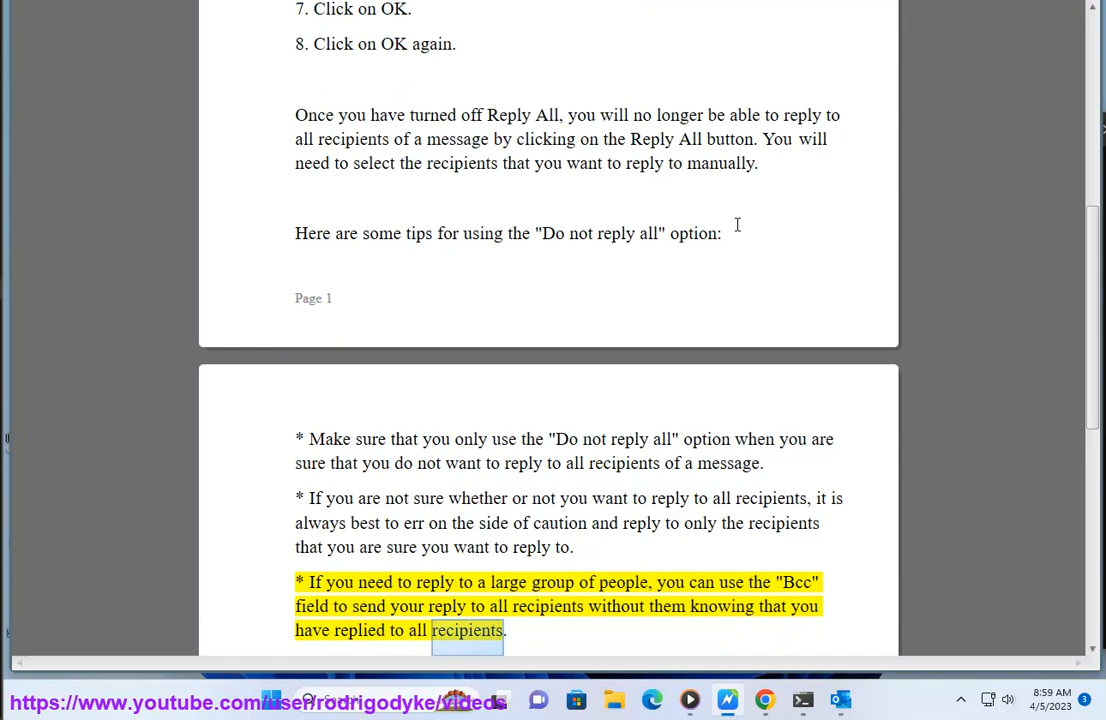 7. Click on OK.
8. Click on OK again.
Once you have turned off Reply All, you will no longer be able to reply to
all recipients of a message by clicking on the Reply All button. You will
need to select the recipients that you want to reply to manually.
Here are some tips for using the "Do not reply all" option:
Page 1
* Make sure that you only use the "Do not reply all" option when you are
sure that you do not want to reply to all recipients of a message.
* If you are not sure whether or not you want to reply to all recipients, it is
always best to err on the side of caution and reply to only the recipients
that you are sure you want to reply to.
* If you need to reply to a large group of people, you can use the "Bcc"
field to send your reply to all recipients without them knowing that you
have replied to all recipients.
https://www.youtube.com/user/rodrigodyke/videos
8:59 AM
4/5/2023
3